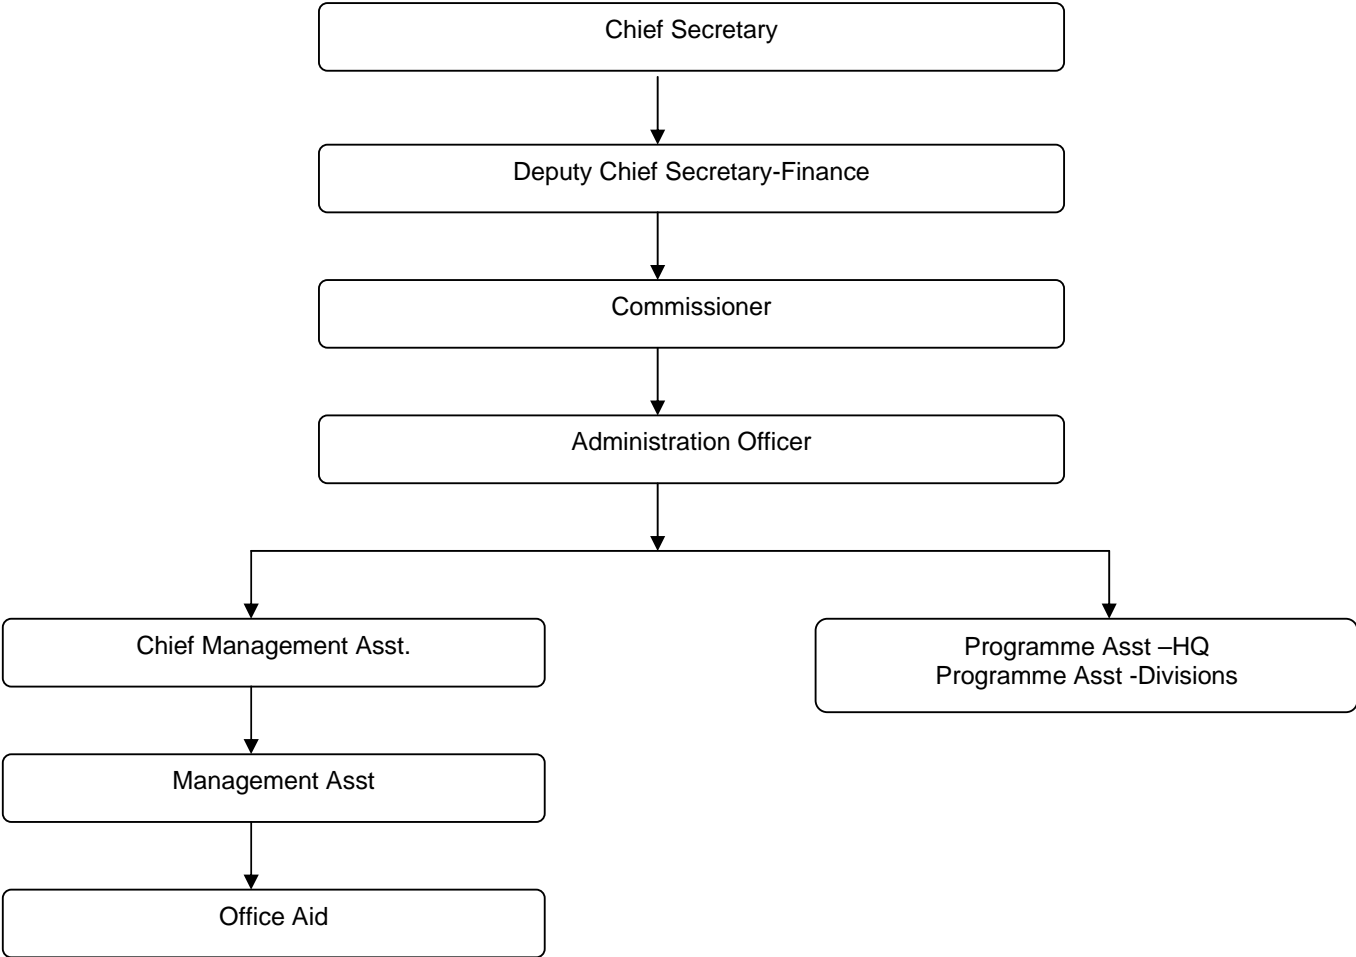 Chief Secretary
Deputy Chief Secretary-Finance
Commissioner
Administration Officer
Chief Management Asst.
Programme Asst –HQ
Programme Asst -Divisions
Management Asst
Office Aid